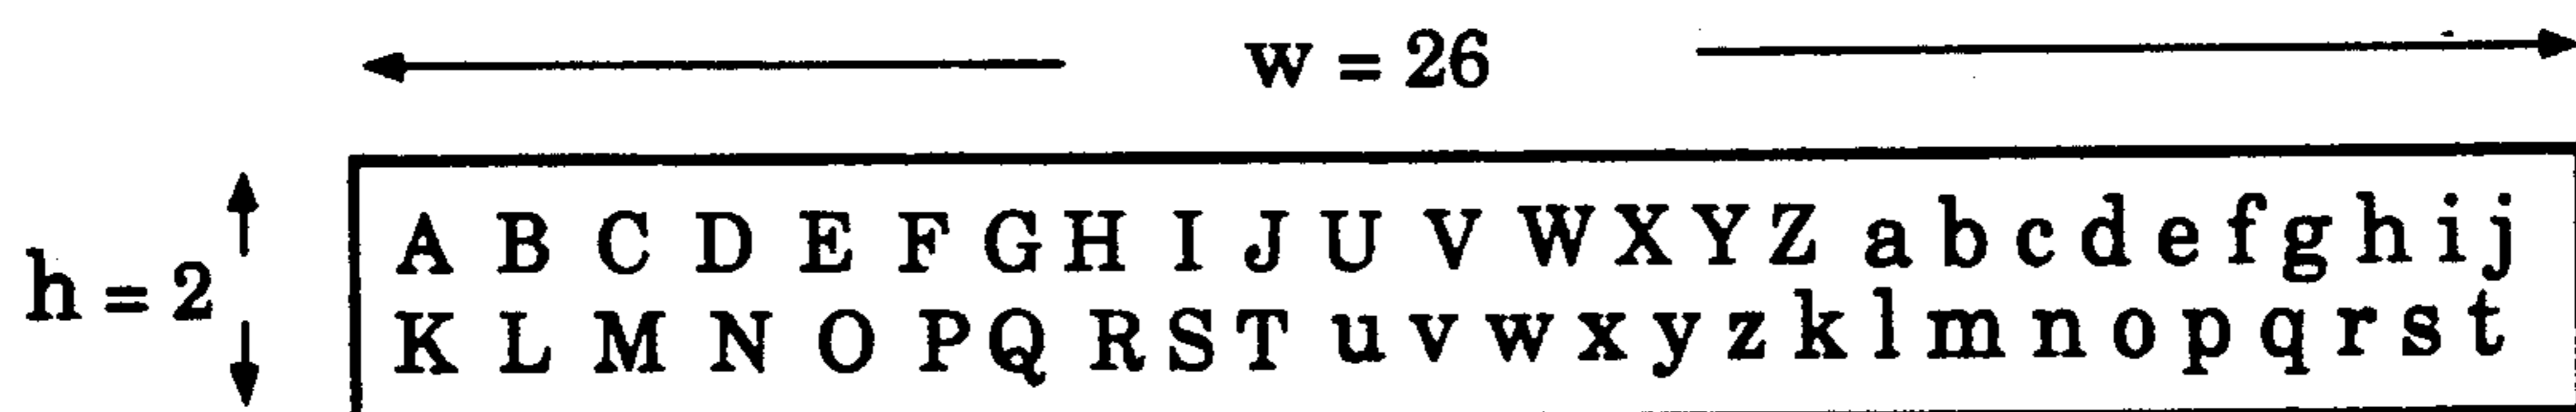 w = 26
A B C D E F G H I J U V W X Y Z a b c d e f g h i j
h = 2
K L M N O P Q R S T u v w x y z k l m n o p q r s t